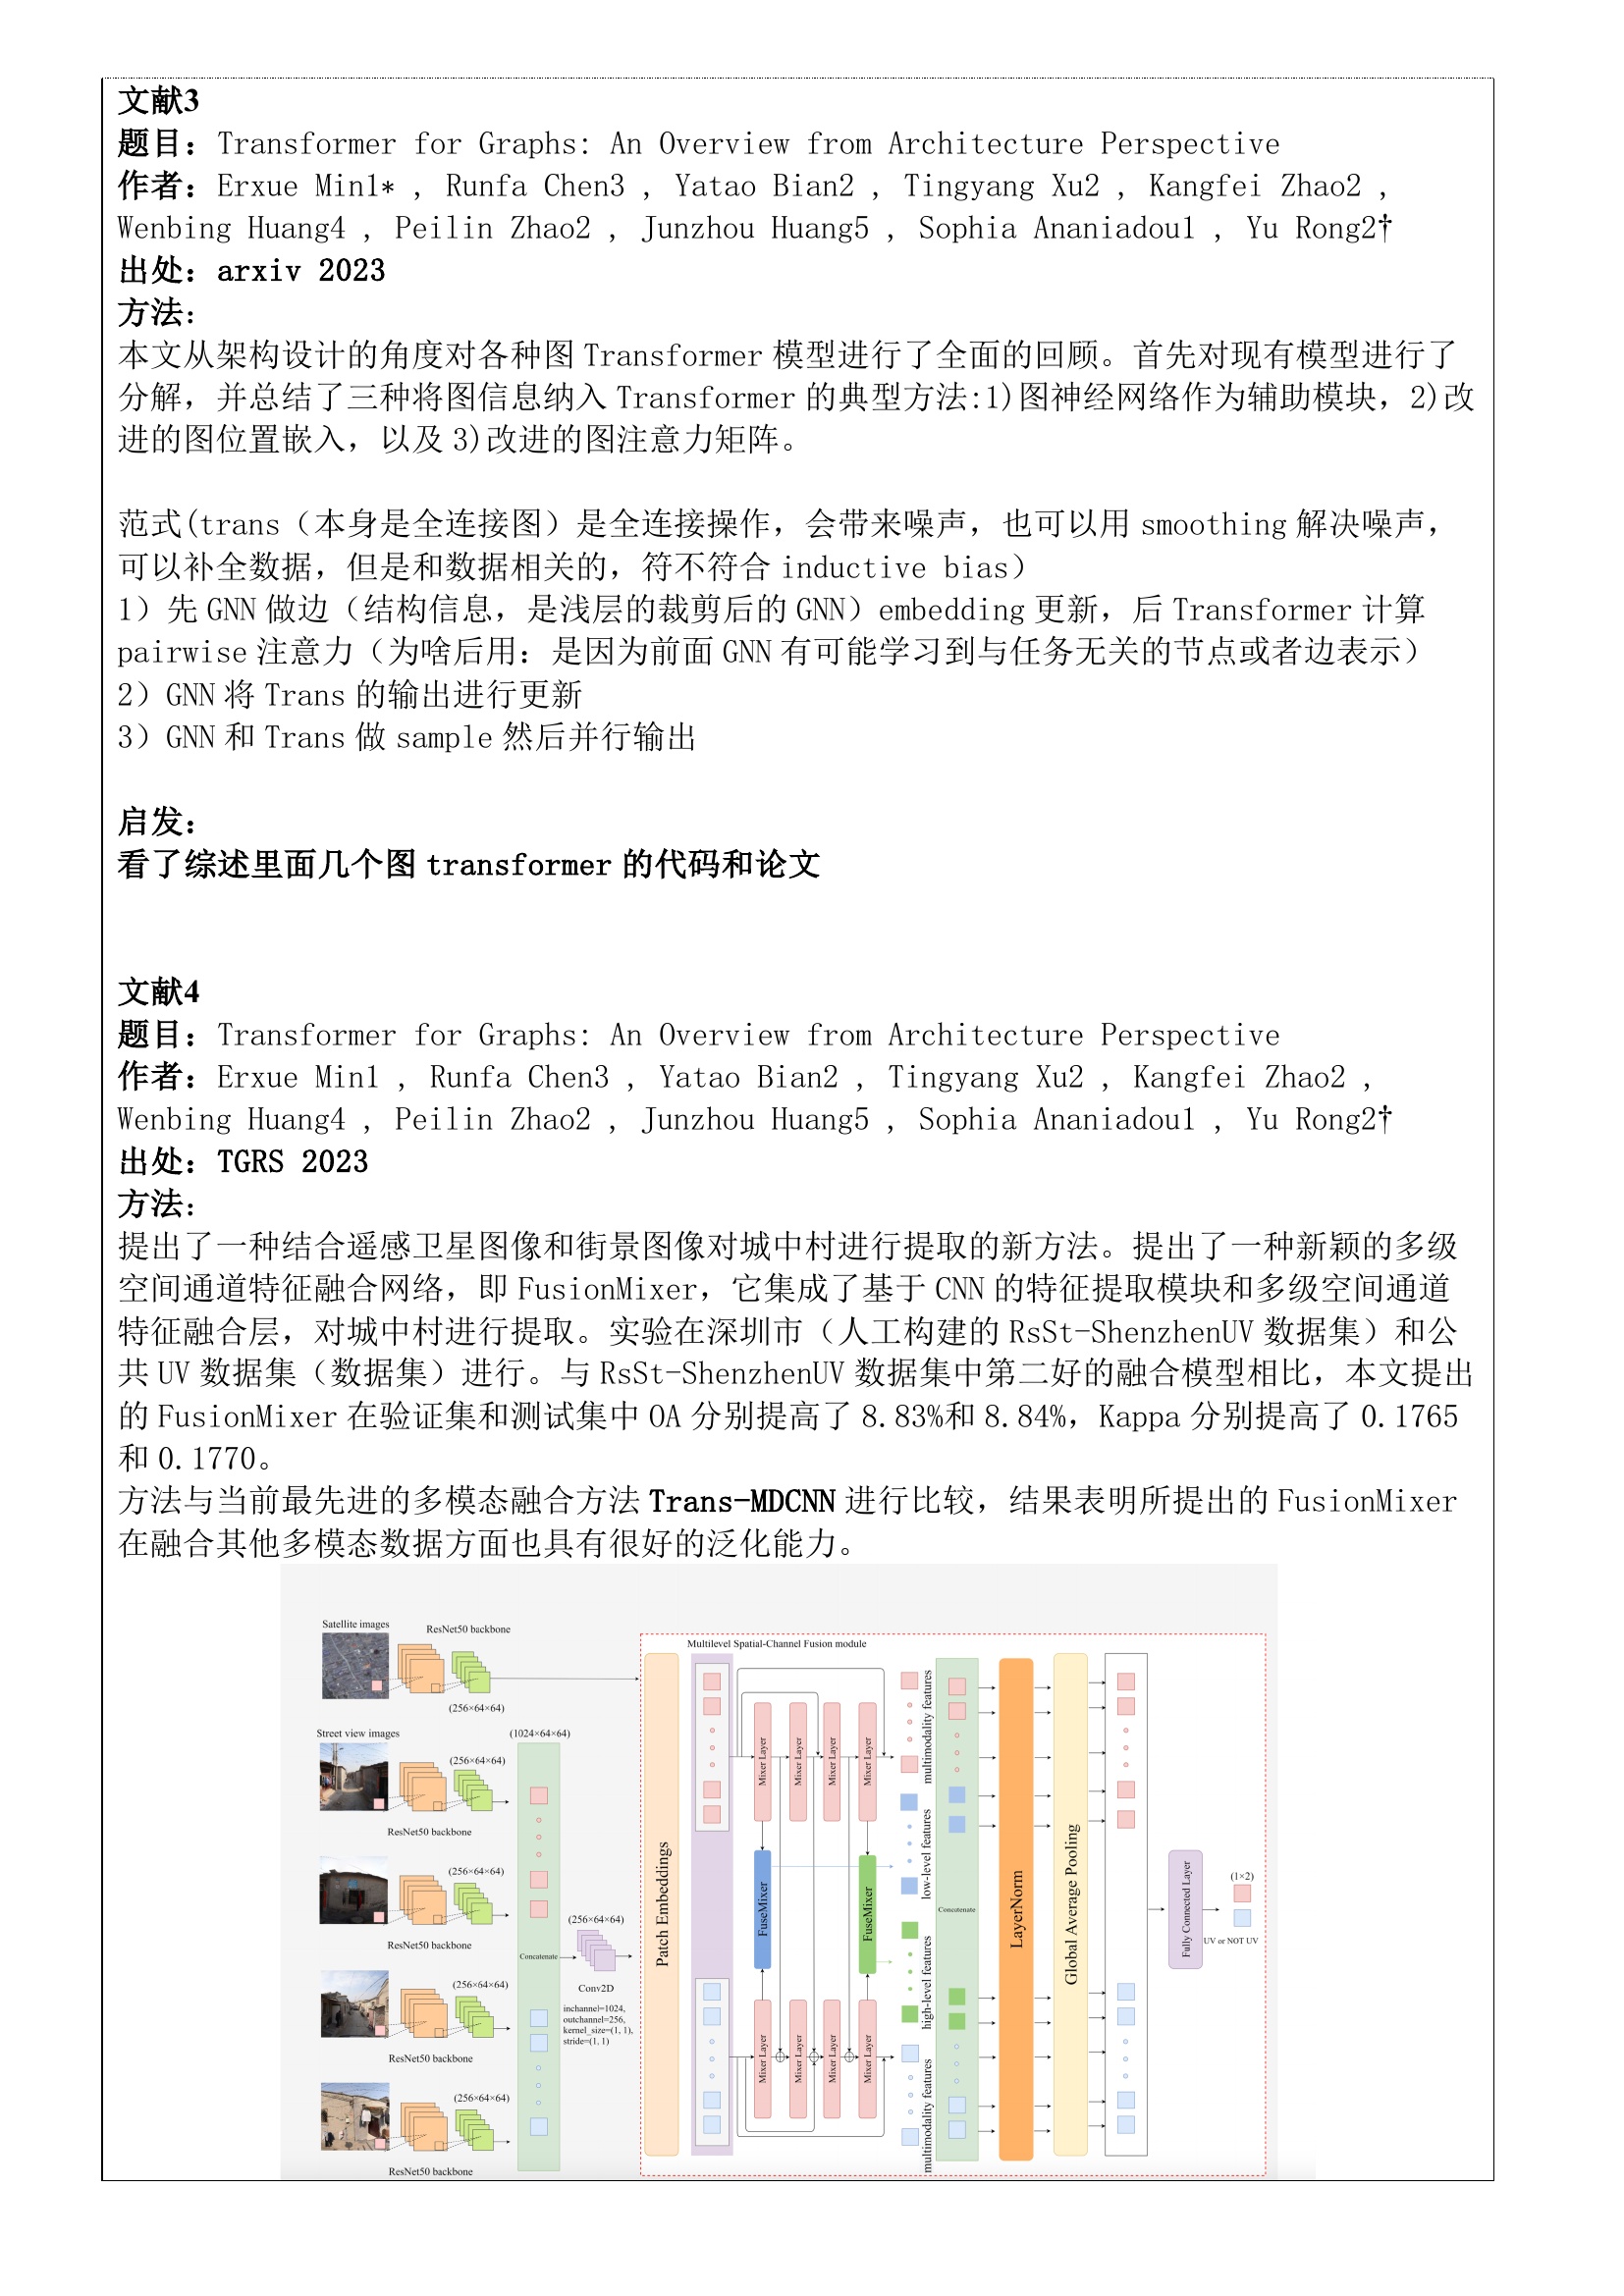 文献3
题目：Transformer for Graphs: An Overview from Architecture Perspective
作者：Erxue Min1* , Runfa Chen3 , Yatao Bian2 , Tingyang Xu2 , Kangfei Zhao2 ,
Wenbing Huang4 , Peilin Zhao2 , Junzhou Huang5 , Sophia Ananiadou1 , Yu Rong2†
出处：arxiv 2023
方法：
本文从架构设计的角度对各种图 Transformer 模型进行了全面的回顾。首先对现有模型进行了
分解，并总结了三种将图信息纳入 Transformer 的典型方法:1)图神经网络作为辅助模块，2)改
进的图位置嵌入，以及 3)改进的图注意力矩阵。
范式(trans（本身是全连接图）是全连接操作，会带来噪声，也可以用 smoothing 解决噪声，
可以补全数据，但是和数据相关的，符不符合 inductive bias）
1）先 GNN 做边（结构信息，是浅层的裁剪后的 GNN）embedding 更新，后 Transformer 计算
pairwise 注意力（为啥后用：是因为前面 GNN 有可能学习到与任务无关的节点或者边表示）
2）GNN 将 Trans 的输出进行更新
3）GNN 和 Trans 做 sample 然后并行输出
启发：
看了综述里面几个图 transformer 的代码和论文
文献4
题目：Transformer for Graphs: An Overview from Architecture Perspective
作者：Erxue Min1 , Runfa Chen3 , Yatao Bian2 , Tingyang Xu2 , Kangfei Zhao2 ,
Wenbing Huang4 , Peilin Zhao2 , Junzhou Huang5 , Sophia Ananiadou1 , Yu Rong2†
出处：TGRS 2023
方法：
提出了一种结合遥感卫星图像和街景图像对城中村进行提取的新方法。提出了一种新颖的多级
空间通道特征融合网络，即 FusionMixer，它集成了基于 CNN 的特征提取模块和多级空间通道
特征融合层，对城中村进行提取。实验在深圳市（人工构建的 RsSt-ShenzhenUV 数据集）和公
共 UV 数据集（数据集）进行。与 RsSt-ShenzhenUV 数据集中第二好的融合模型相比，本文提出
的 FusionMixer 在验证集和测试集中 OA 分别提高了 8.83%和 8.84%，Kappa 分别提高了 0.1765
和 0.1770。
方法与当前最先进的多模态融合方法 Trans-MDCNN 进行比较，结果表明所提出的 FusionMixer
在融合其他多模态数据方面也具有很好的泛化能力。
Satellite images
ResNet50 backbone
(256×64×64)
Street view images
(256×64×64)
ResNet50 backbone
(256×64×64)
ResNet50 backbone
(256×64×64)
ResNet50 backbone
(256×64×64)
ResNet50 backbone
(1024×64×64)
Concatenate
(256×64×64)
Conv2D
inchannel=1024,
outchannel=256,
kernel_size=(1, 1),
stride=(1, 1)
Multilevel Spatial-Channel Fusion module
Patch Embeddings
Mixer Layer
Mixer Layer
Mixer Layer
Mixer Layer
FuseMixer
FuseMixer
Mixer Layer
Mixer Layer
Mixer Layer
Mixer Layer
multimodality features
low-level features
high-level features
multimodality features
Concatenate
LayerNorm
Global Average Pooling
Fully Connected Layer
(1×2)
UV or NOT UV